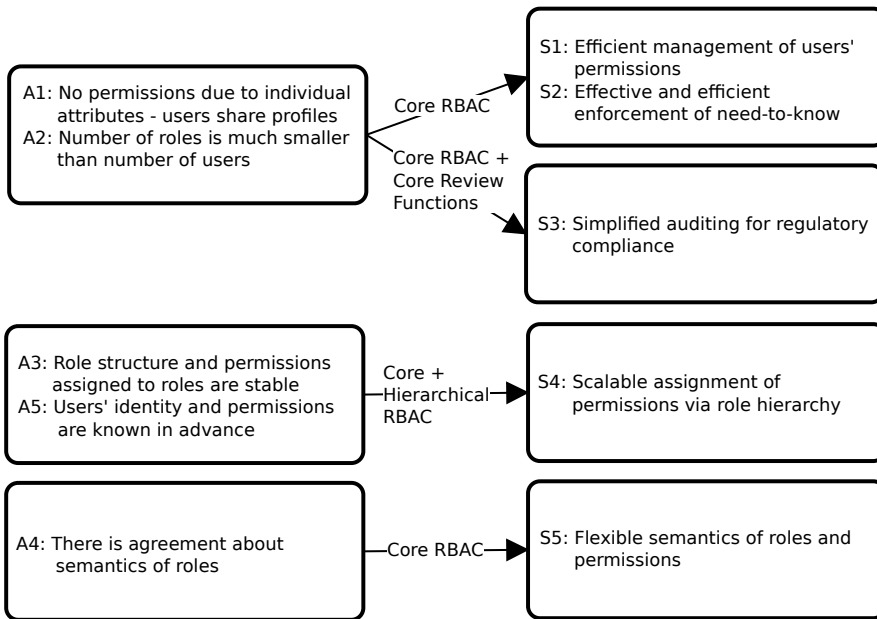 A1: No permissions due to individual
attributes - users share profiles
A2: Number of roles is much smaller
than number of users
Core RBAC
S1: Efficient management of users'
permissions
S2: Effective and efficient
enforcement of need-to-know
Core RBAC +
Core Review
Functions
S3: Simplified auditing for regulatory
compliance
A3: Role structure and permissions
assigned to roles are stable
A5: Users' identity and permissions
are known in advance
Core +
Hierarchical
RBAC
S4: Scalable assignment of
permissions via role hierarchy
A4: There is agreement about
semantics of roles
Core RBAC
S5: Flexible semantics of roles and
permissions